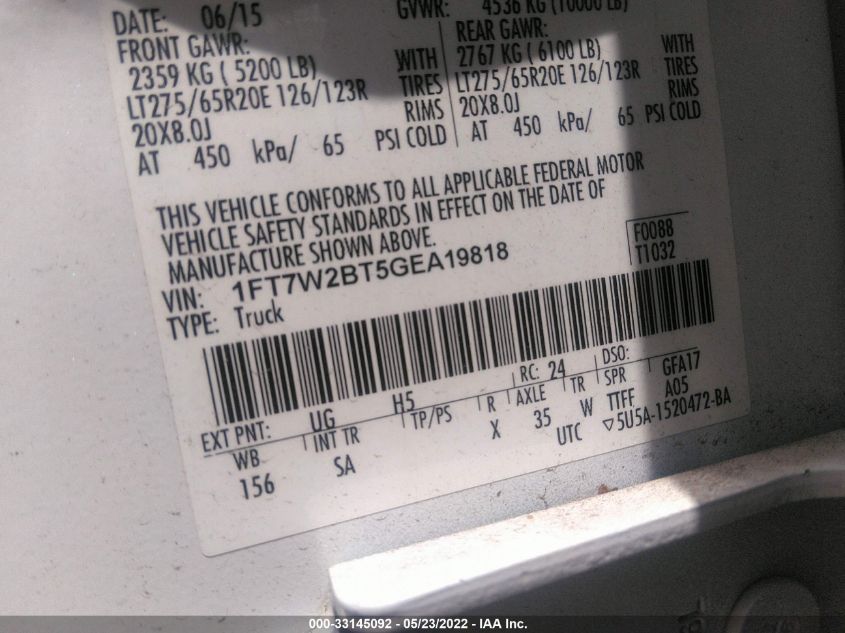 DATE: 06/15 GVWR: 4536 KG (10000 LB)
FRONT GAWR: REAR GAWR:
2359 KG ( 5200 LB) WITH 2767 KG ( 6100 LB) WITH
LT275/65R20E 126/123R TIRES LT275/65R20E 126/123R TIRES
20X8.0J RIMS 20X8.0J RIMS
AT 450 kPa/ 65 PSI COLD AT 450 kPa/ 65 PSI COLD
THIS VEHICLE CONFORMS TO ALL APPLICABLE FEDERAL MOTOR
VEHICLE SAFETY STANDARDS IN EFFECT ON THE DATE OF
MANUFACTURE SHOWN ABOVE.
F0088
T1032
VIN: 1FT7W2BT5GEA19818
TYPE: Truck
EXT PNT: UG H5 RC: 24 DSO:
WB INT TR TP/PS R AXLE TR SPR GFA17
156 SA X 35 W TTFF A05
UTC ▽5U5A-1520472-BA
000-33145092 - 05/23/2022 - IAA Inc.